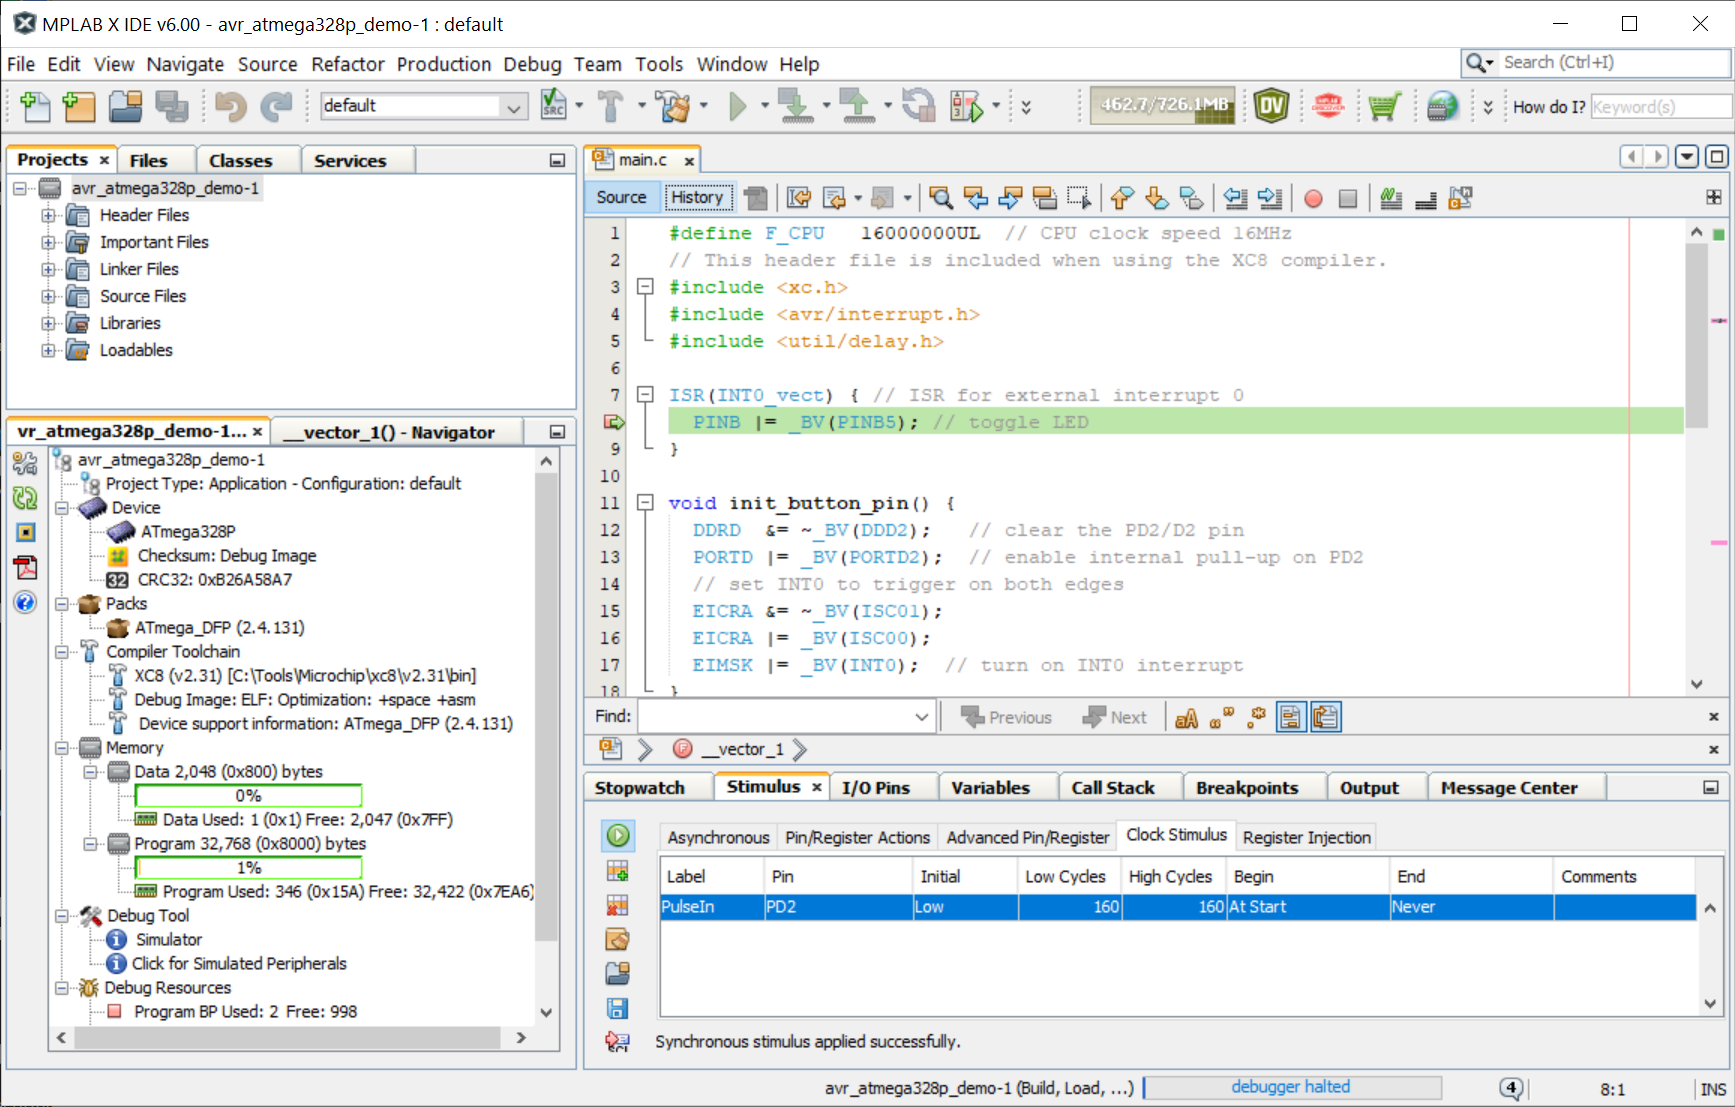 MPLAB X IDE v6.00 - avr_atmega328p_demo-1 : default
File Edit View Navigate Source Refactor Production Debug Team Tools Window Help
Search (Ctrl+I)
default
SRC
462.7/726.1MB
DV
How do I? Keyword(s)
Projects Files Classes Services
avr_atmega328p_demo-1
Header Files
Important Files
Linker Files
Source Files
Libraries
Loadables
vr_atmega328p_demo-1... __vector_1() - Navigator
avr_atmega328p_demo-1
Project Type: Application - Configuration: default
Device
ATmega328P
Checksum: Debug Image
32 CRC32: 0xB26A58A7
Packs
ATmega_DFP (2.4.131)
Compiler Toolchain
XC8 (v2.31) [C:\Tools\Microchip\xc8\v2.31\bin]
Debug Image: ELF: Optimization: +space +asm
Device support information: ATmega_DFP (2.4.131)
Memory
Data 2,048 (0x800) bytes
0%
Data Used: 1 (0x1) Free: 2,047 (0x7FF)
Program 32,768 (0x8000) bytes
1%
Program Used: 346 (0x15A) Free: 32,422 (0x7EA6)
Debug Tool
Simulator
Click for Simulated Peripherals
Debug Resources
Program BP Used: 2 Free: 998
main.c
Source History
1 #define F_CPU 16000000UL // CPU clock speed 16MHz
2 // This header file is included when using the XC8 compiler.
3 #include <xc.h>
4 #include <avr/interrupt.h>
5 #include <util/delay.h>
6
7 ISR(INT0_vect) { // ISR for external interrupt 0
PINB |= _BV(PINB5); // toggle LED
9 }
10
11 void init_button_pin() {
12 DDRD &= ~_BV(DDD2); // clear the PD2/D2 pin
13 PORTD |= _BV(PORTD2); // enable internal pull-up on PD2
14 // set INT0 to trigger on both edges
15 EICRA &= ~_BV(ISC01);
16 EICRA |= _BV(ISC00);
17 EIMSK |= _BV(INT0); // turn on INT0 interrupt
18 }
Find: Previous Next
__vector_1
Stopwatch Stimulus I/O Pins Variables Call Stack Breakpoints Output Message Center
Asynchronous Pin/Register Actions Advanced Pin/Register Clock Stimulus Register Injection
Label Pin Initial Low Cycles High Cycles Begin End Comments
PulseIn PD2 Low 160 160 At Start Never
Synchronous stimulus applied successfully.
avr_atmega328p_demo-1 (Build, Load, ...) debugger halted 4 8:1 INS